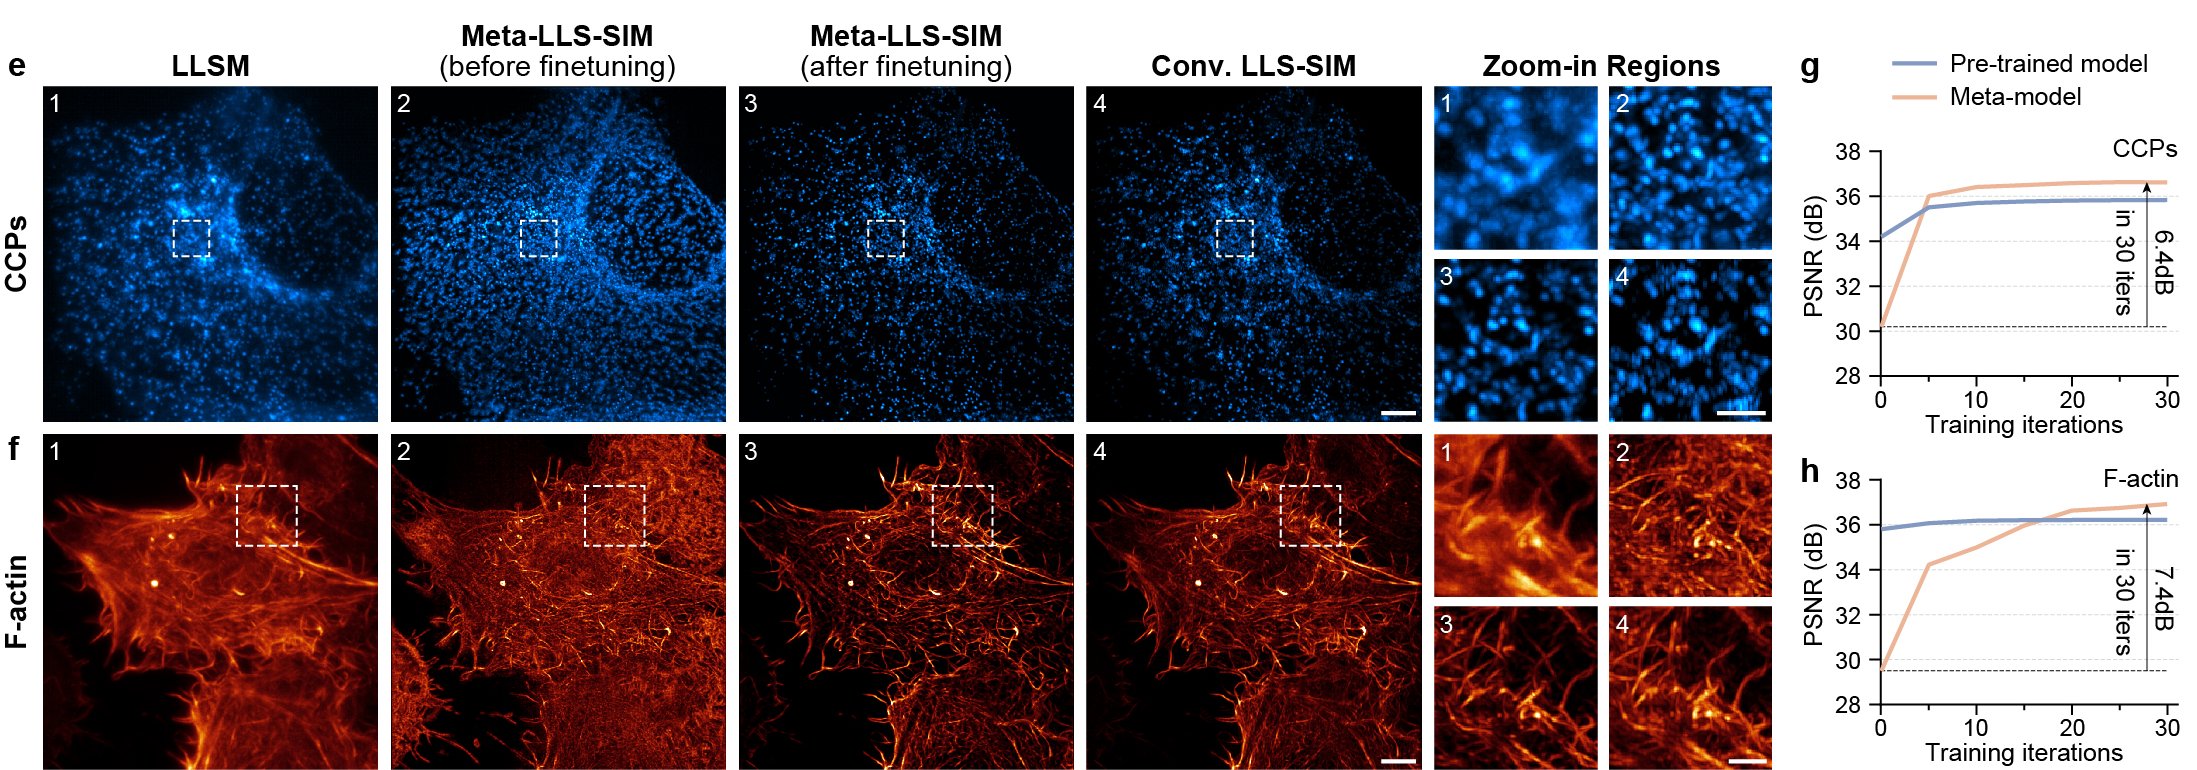 e
LLSM
Meta-LLS-SIM
(before finetuning)
Meta-LLS-SIM
(after finetuning)
Conv. LLS-SIM
Zoom-in Regions
CCPs
1
2
3
4
1
2
3
4
f
F-actin
1
2
3
4
1
2
3
4
g
Pre-trained model
Meta-model
CCPs
PSNR (dB)
38
36
34
32
30
28
6.4dB
in 30 iters
0
10
20
30
Training iterations
h
F-actin
PSNR (dB)
38
36
34
32
30
28
7.4dB
in 30 iters
0
10
20
30
Training iterations